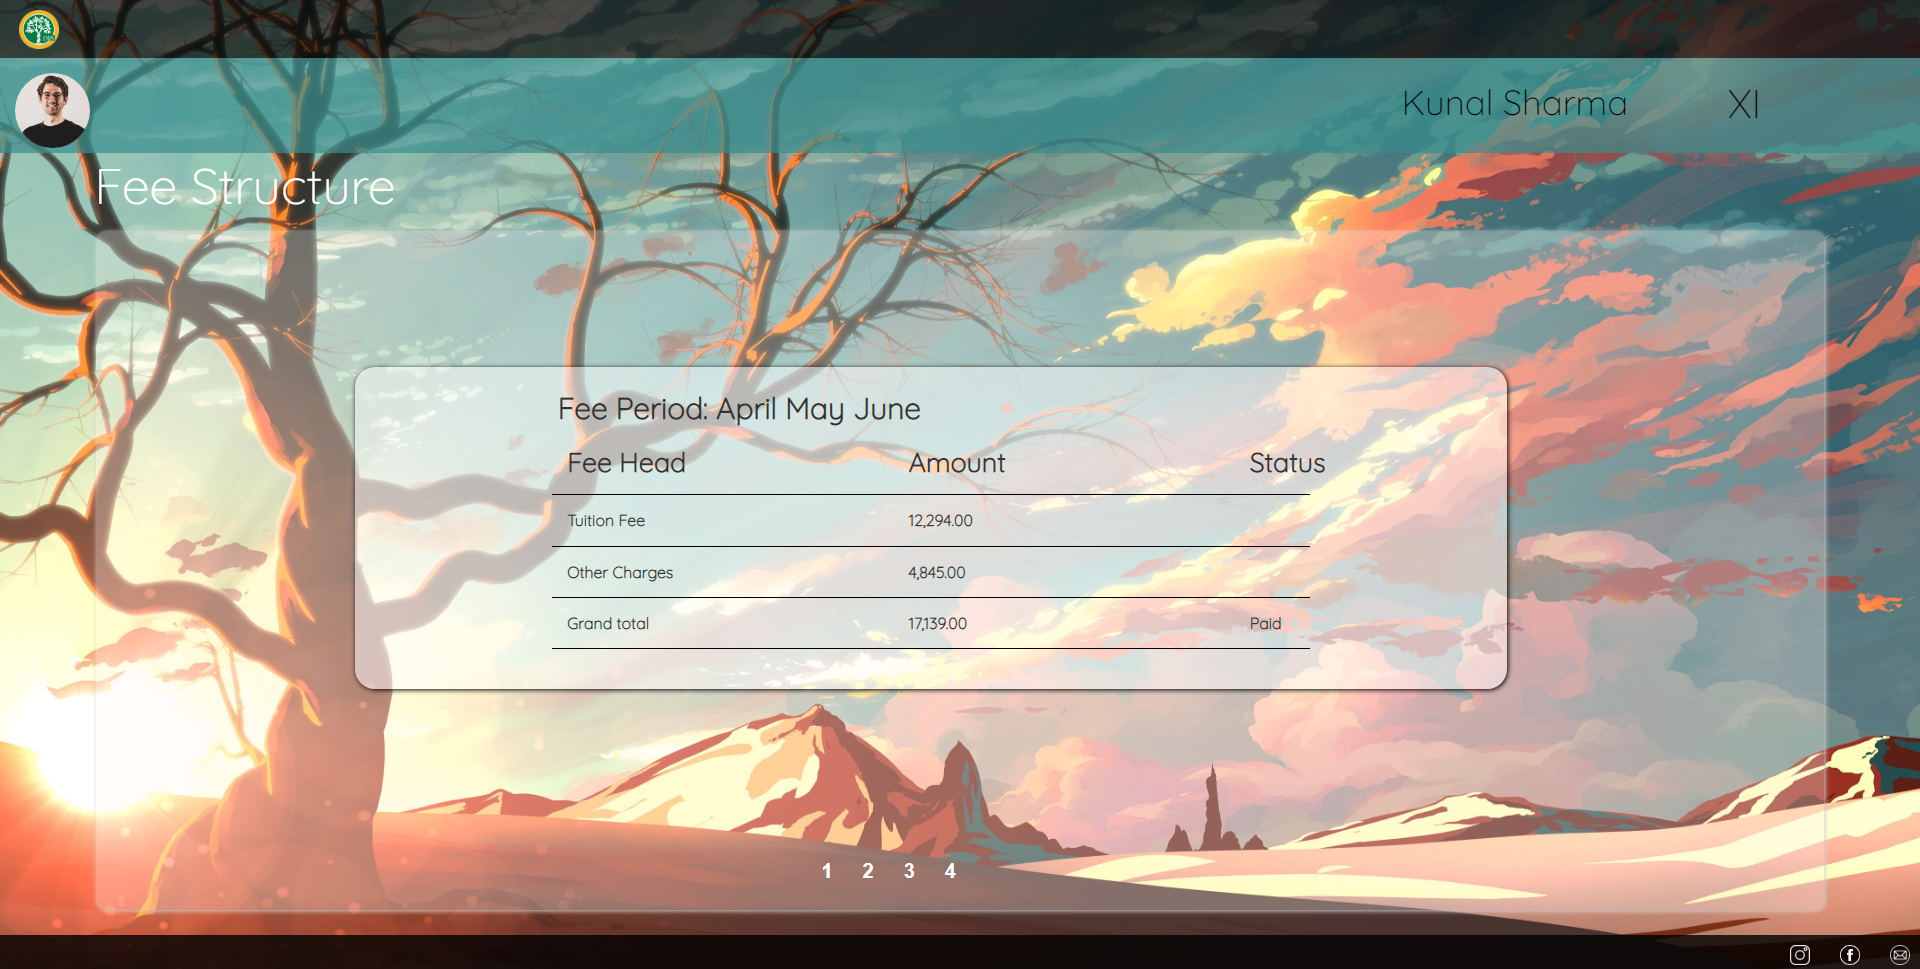 DPS
Kunal Sharma XI
Fee Structure
Fee Period: April May June
Fee Head Amount Status
Tuition Fee 12,294.00
Other Charges 4,845.00
Grand total 17,139.00 Paid
1 2 3 4